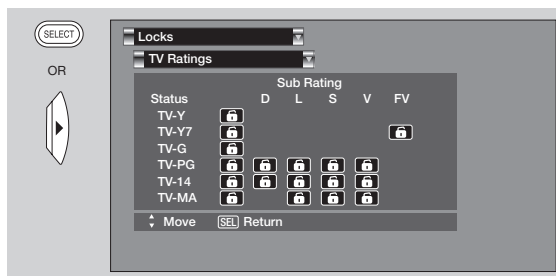 SELECT
OR
Locks
TV Ratings
Sub Rating
Status D L S V FV
TV-Y
TV-Y7
TV-G
TV-PG
TV-14
TV-MA
Move SEL Return